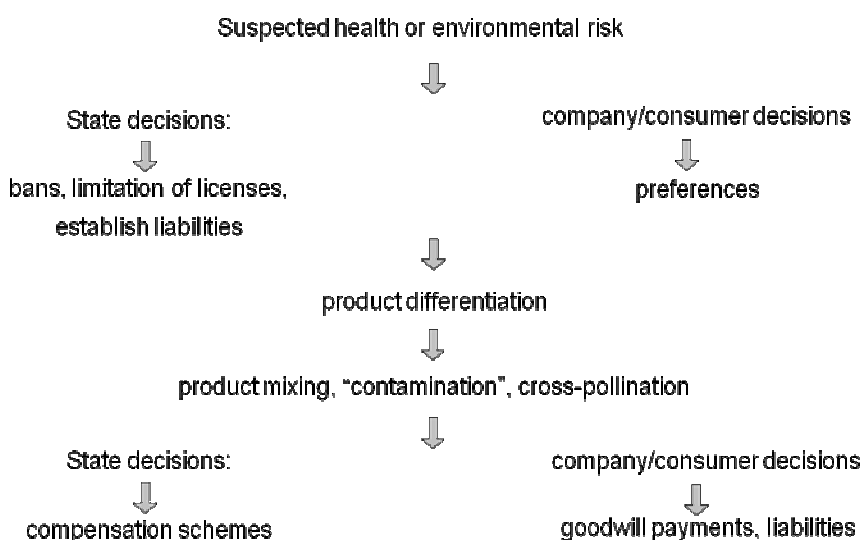 Suspected health or environmental risk
State decisions:
company/consumer decisions
bans, limitation of licenses,
establish liabilities
preferences
product differentiation
product mixing, “contamination”, cross-pollination
State decisions:
company/consumer decisions
compensation schemes
goodwill payments, liabilities